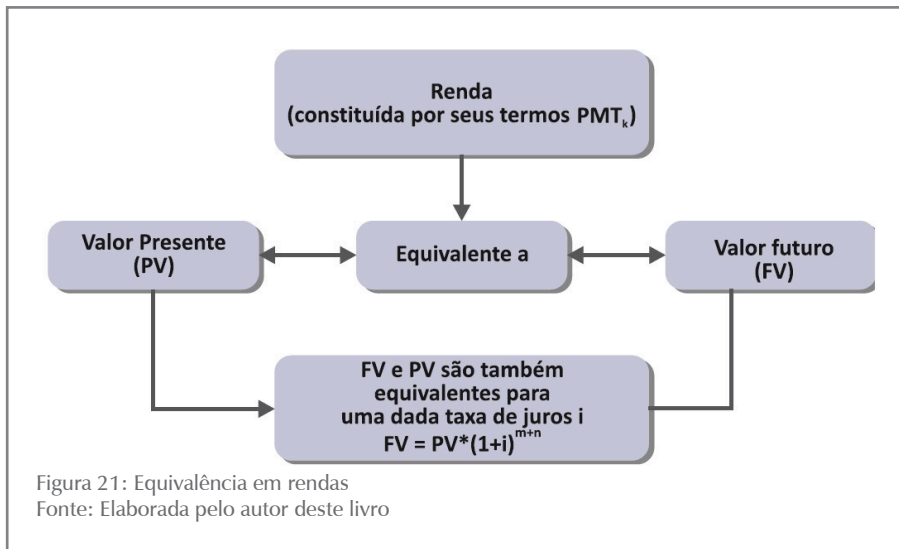 Renda
(constituída por seus termos PMTₖ)
Valor Presente
(PV)
Equivalente a
Valor futuro
(FV)
FV e PV são também
equivalentes para
uma dada taxa de juros i
FV = PV*(1+i)ᵐ⁺ⁿ
Figura 21: Equivalência em rendas
Fonte: Elaborada pelo autor deste livro